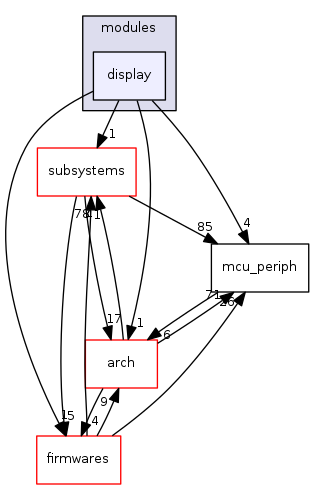 modules
display
1
subsystems
78
41
85
4
mcu_periph
71
26
17
1
6
arch
9
4
15
firmwares